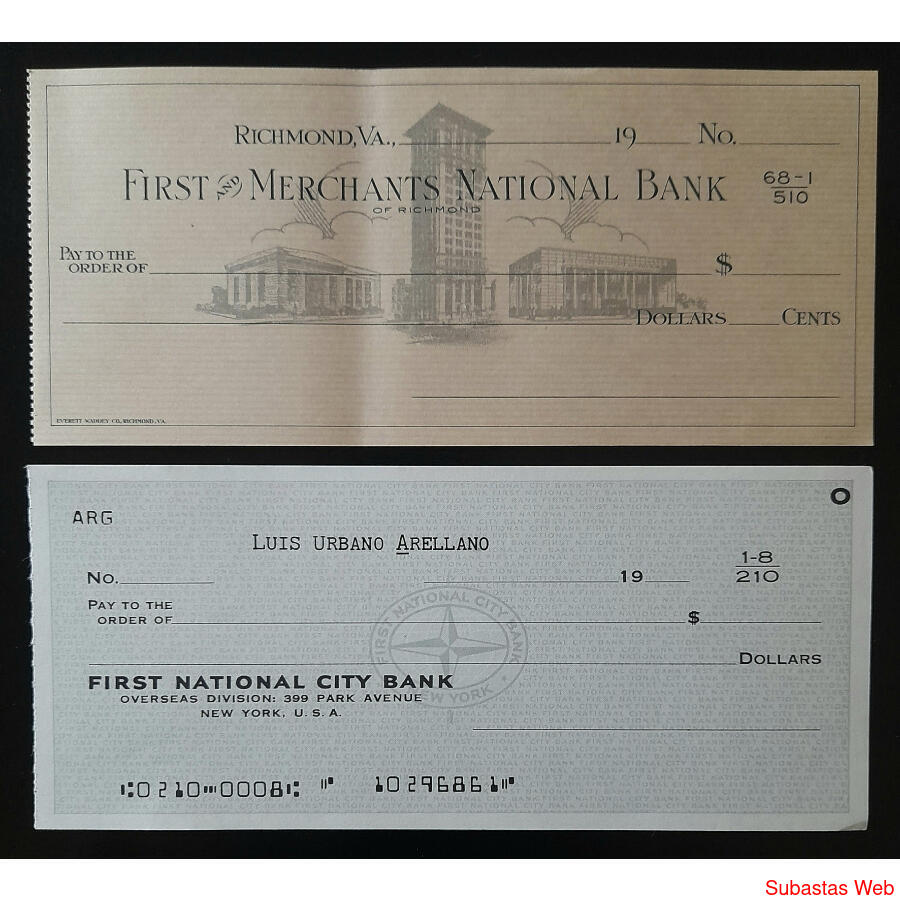 RICHMOND, VA., 19 No.
FIRST AND MERCHANTS NATIONAL BANK
OF RICHMOND
68-1
510
PAY TO THE
ORDER OF $
DOLLARS CENTS
EVERETT WADDEY CO., RICHMOND, VA.
O
ARG
LUIS URBANO ARELLANO
1-8
210
No. 19
PAY TO THE
ORDER OF $
FIRST NATIONAL CITY BANK
NEW YORK
DOLLARS
FIRST NATIONAL CITY BANK
OVERSEAS DIVISION: 399 PARK AVENUE
NEW YORK, U.S.A.
⑆0210⑉0008⑆ ⑈ 10296861⑈
Subastas Web